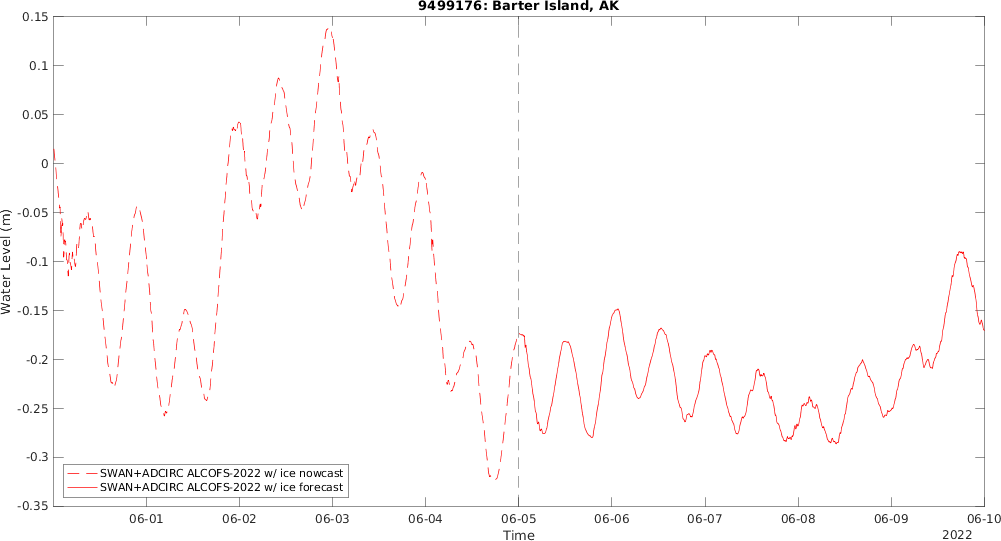 9499176: Barter Island, AK
0.15
0.1
0.05
0
-0.05
-0.1
-0.15
-0.2
-0.25
-0.3
-0.35
Water Level (m)
SWAN+ADCIRC ALCOFS-2022 w/ ice nowcast
SWAN+ADCIRC ALCOFS-2022 w/ ice forecast
06-01 06-02 06-03 06-04 06-05 06-06 06-07 06-08 06-09 06-10
Time
2022